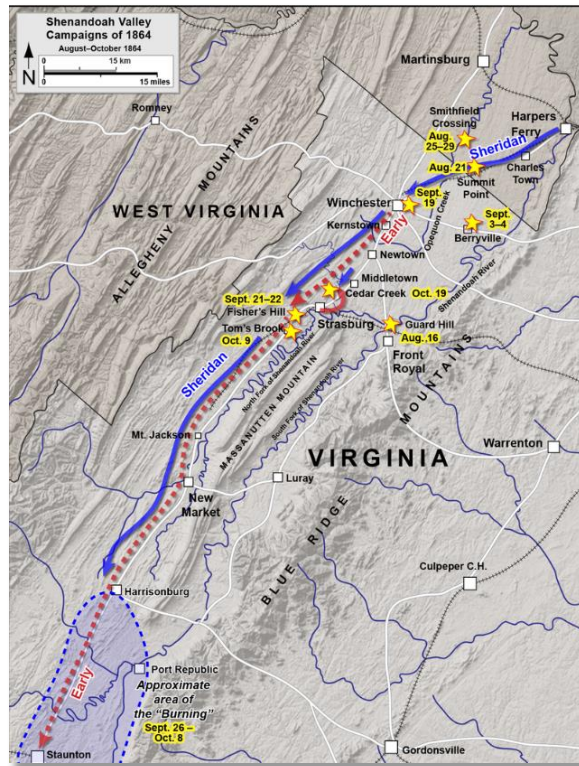 Shenandoah Valley
Campaigns of 1864
August–October 1864
N
0
15 km
0
15 miles
Martinsburg
Romney
Smithfield
Crossing
Harpers
Ferry
Aug.
25–29
Sheridan
Aug. 21
Summit
Point
Charles
Town
ALLEGHENY MOUNTAINS
WEST VIRGINIA
Winchester
Sept.
19
Opequon Creek
Sept.
3–4
Berryville
Kernstown
Early
Newtown
Shenandoah River
Middletown
Cedar Creek
Oct. 19
Sept. 21–22
Fisher's Hill
Tom's Brook
Oct. 9
Strasburg
Guard Hill
Aug.,16
Front
Royal
North Fork of Shenandoah River
Sheridan
MASSANUTTEN MOUNTAIN
South Fork of Shenandoah River
BLUE RIDGE MOUNTAINS
Mt. Jackson
VIRGINIA
Warrenton
New
Market
Luray
Culpeper C.H.
Harrisonburg
Port Republic
Approximate
area of
the "Burning"
Sept. 26 –
Oct. 8
Early
Staunton
Gordonsville